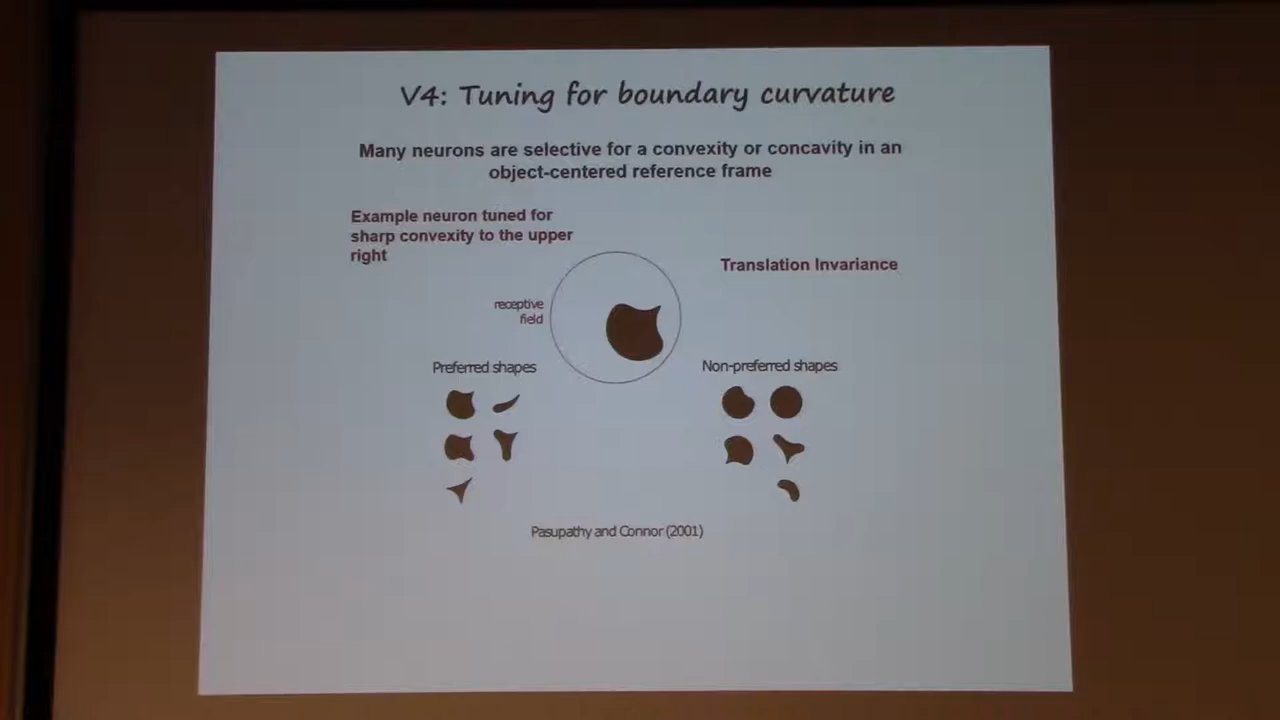 V4: Tuning for boundary curvature
Many neurons are selective for a convexity or concavity in an
object-centered reference frame
Example neuron tuned for
sharp convexity to the upper
right
Translation Invariance
receptive
field
Preferred shapes
Non-preferred shapes
Pasupathy and Connor (2001)